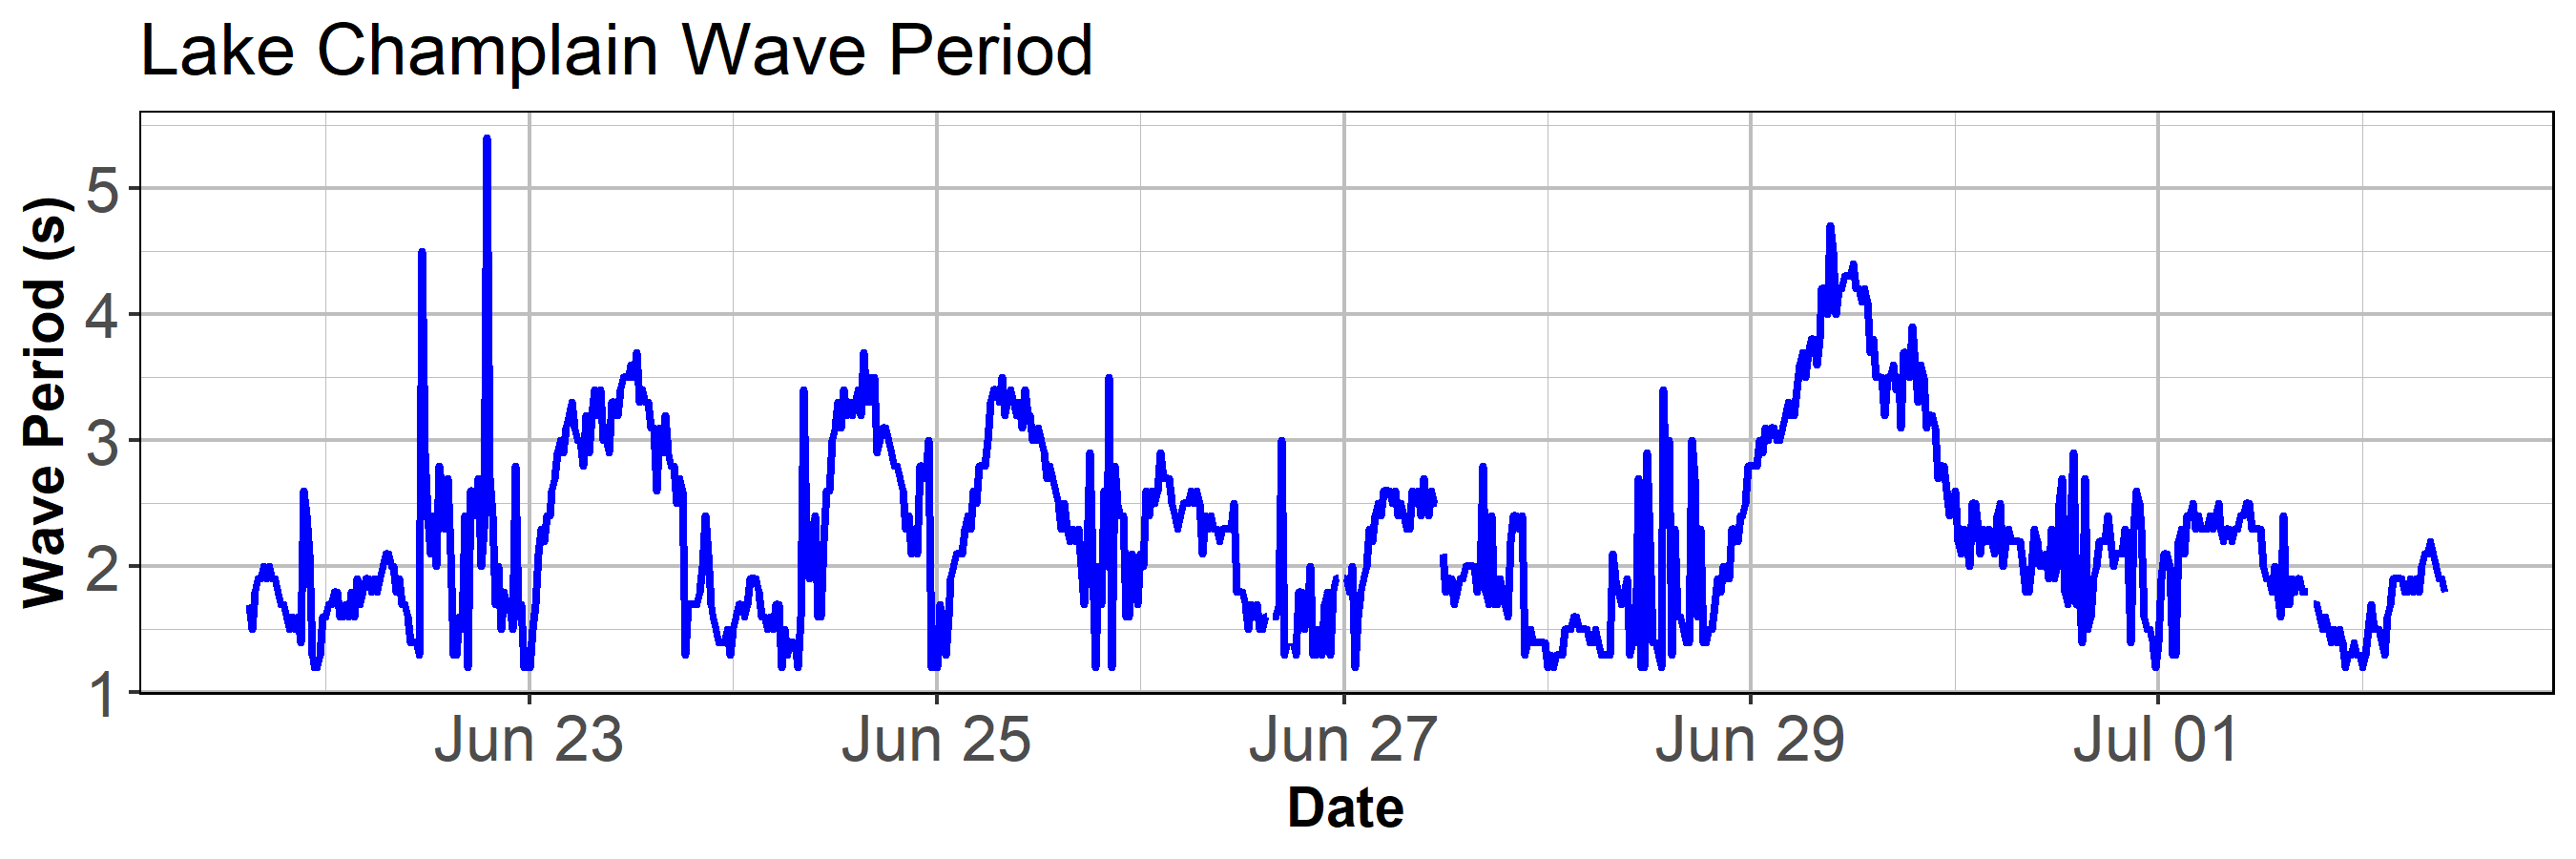 Lake Champlain Wave Period
Wave Period (s)
5
4
3
2
1
Jun 23
Jun 25
Jun 27
Jun 29
Jul 01
Date